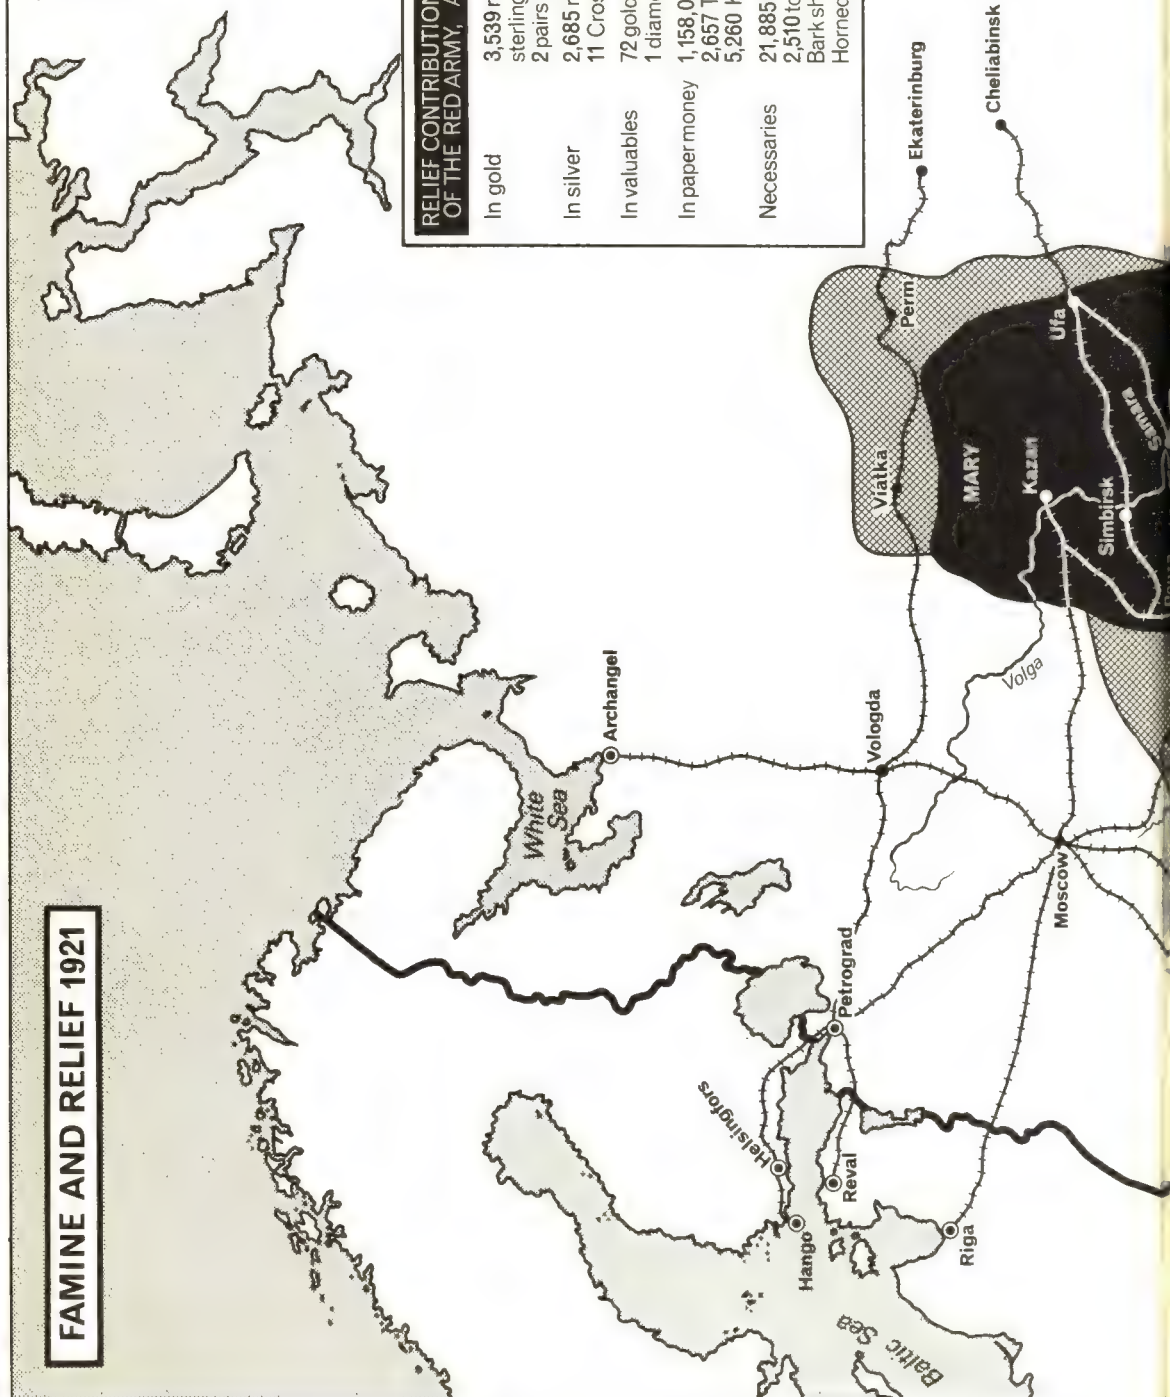 FAMINE AND RELIEF 1921
RELIEF CONTRIBUTION
OF THE RED ARMY, A
In gold 3,539 r
sterling
2 pairs
In silver 2,685 r
11 Cros
In valuables 72 gold
1 diam
In paper money 1,158,0
2,657 T
5,260 K
Necessaries 21,885
2,510 to
Bark sh
Horned
White
Sea
Archangel
Ekaterinburg
Cheliabinsk
Perm
Ufa
Viatka
MARY
Kazan
Simbirsk
Samara
Volga
Vologda
Moscow
Petrograd
Helsingfors
Reval
Hango
Riga
Baltic Sea